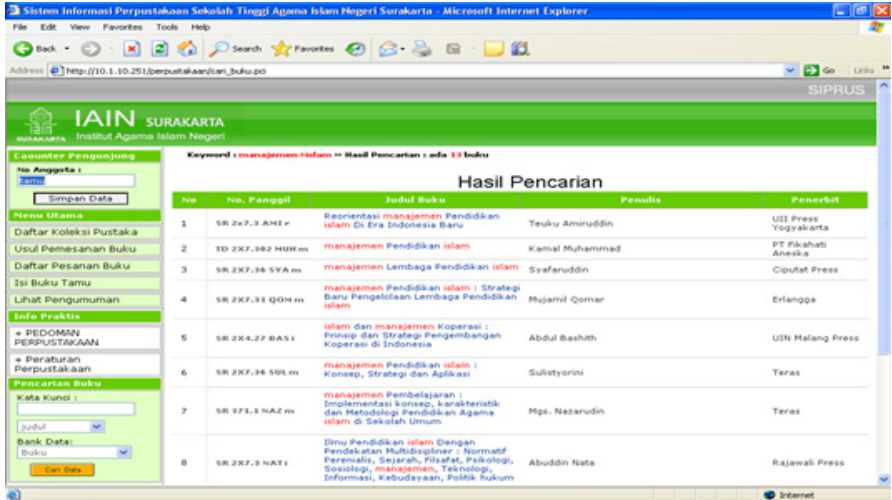 Sistem Informasi Perpustakaan Sekolah Tinggi Agama Islam Negeri Surakarta - Microsoft Internet Explorer
File Edit View Favorites Tools Help
Back Search Favorites
Address http://10.1.10.251/perpustakaan/cari_buku.pci Go Links
SIPRUS
IAIN SURAKARTA
Institut Agama Islam Negeri
SURAKARTA
Caounter Pengunjung
No Anggota :
tamu
Simpan Data
Menu Utama
Daftar Koleksi Pustaka
Usul Pemesanan Buku
Daftar Pesanan Buku
Isi Buku Tamu
Lihat Pengumuman
Info Praktis
+ PEDOMAN
PERPUSTAKAAN
+ Peraturan
Perpustakaan
Pencarian Buku
Kata Kunci :
judul
Bank Data:
Buku
Cari Data
Keyword : manajemen+islam Hasil Pencarian : ada 13 buku
Hasil Pencarian
No No. Panggil Judul Buku Penulis Penerbit
1 SR 2x7.3 AMI r Reorientasi manajemen Pendidikan
islam Di Era Indonesia Baru Teuku Amiruddin UII Press
Yogyakarta
2 TD 2X7.302 MUH m manajemen Pendidikan islam Kamal Muhammad PT Fikahati
Aneska
3 SR 2X7.36 SYA m manajemen Lembaga Pendidikan islam Syafaruddin Ciputat Press
4 SR 2X7.31 QOM m manajemen Pendidikan islam : Strategi
Baru Pengelolaan Lembaga Pendidikan
islam Mujamil Qomar Erlangga
5 SR 2X4.27 BAS i islam dan manajemen Koperasi :
Prinsip dan Strategi Pengembangan
Koperasi di Indonesia Abdul Bashith UIN Malang Press
6 SR 2X7.36 SUL m manajemen Pendidikan islam :
Konsep, Strategi dan Aplikasi Sulistyorini Teras
7 SR 371.1 NAZ m manajemen Pembelajaran :
Implementasi konsep, karakteristik
dan Metodologi Pendidikan Agama
islam di Sekolah Umum Mgs. Nazarudin Teras
8 SR 2X7.3 NAT i Ilmu Pendidikan islam Dengan
Pendekatan Multidisipliner : Normatif
Perenialis, Sejarah, Filsafat, Psikologi,
Sosiologi, manajemen, Teknologi,
Informasi, Kebudayaan, Politik hukum Abuddin Nata Rajawali Press
Internet